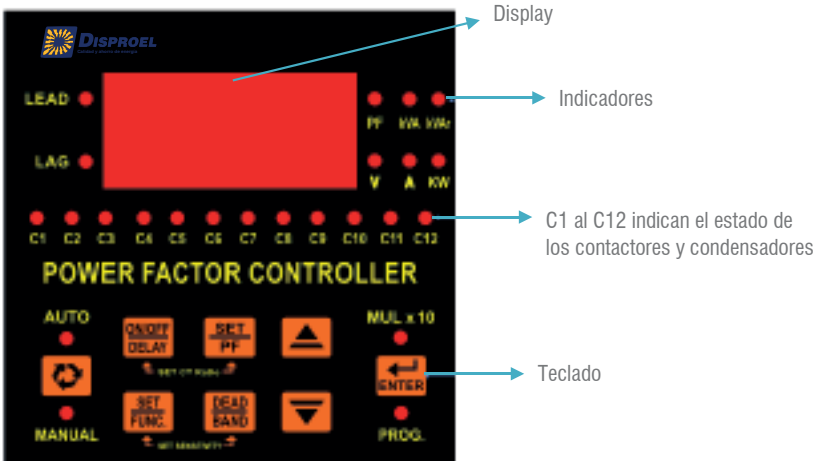 Display
DISPROEL
LEAD
Indicadores
PF kVA kVAr
LAG
V A KW
C1 C2 C3 C4 C5 C6 C7 C8 C9 C10 C11 C12
C1 al C12 indican el estado de
los contactores y condensadores
POWER FACTOR CONTROLLER
AUTO
MUL x 10
ON/OFF
DELAY
SET
PF
ENTER
Teclado
SET
FUNC.
DEAD
BAND
SET SENSITIVITY
MANUAL
PROG.